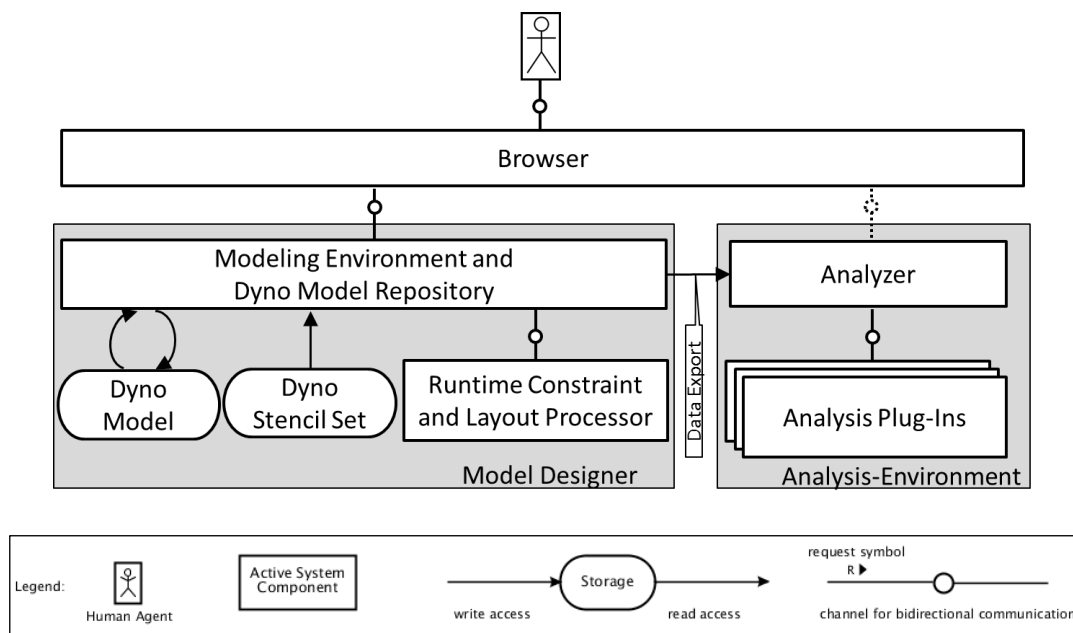 Browser
Modeling Environment and
Dyno Model Repository
Analyzer
Data Export
Dyno
Model
Dyno
Stencil Set
Runtime Constraint
and Layout Processor
Analysis Plug-Ins
Model Designer
Analysis-Environment
Legend:
Human Agent
Active System
Component
write access
Storage
read access
request symbol
R
channel for bidirectional communication